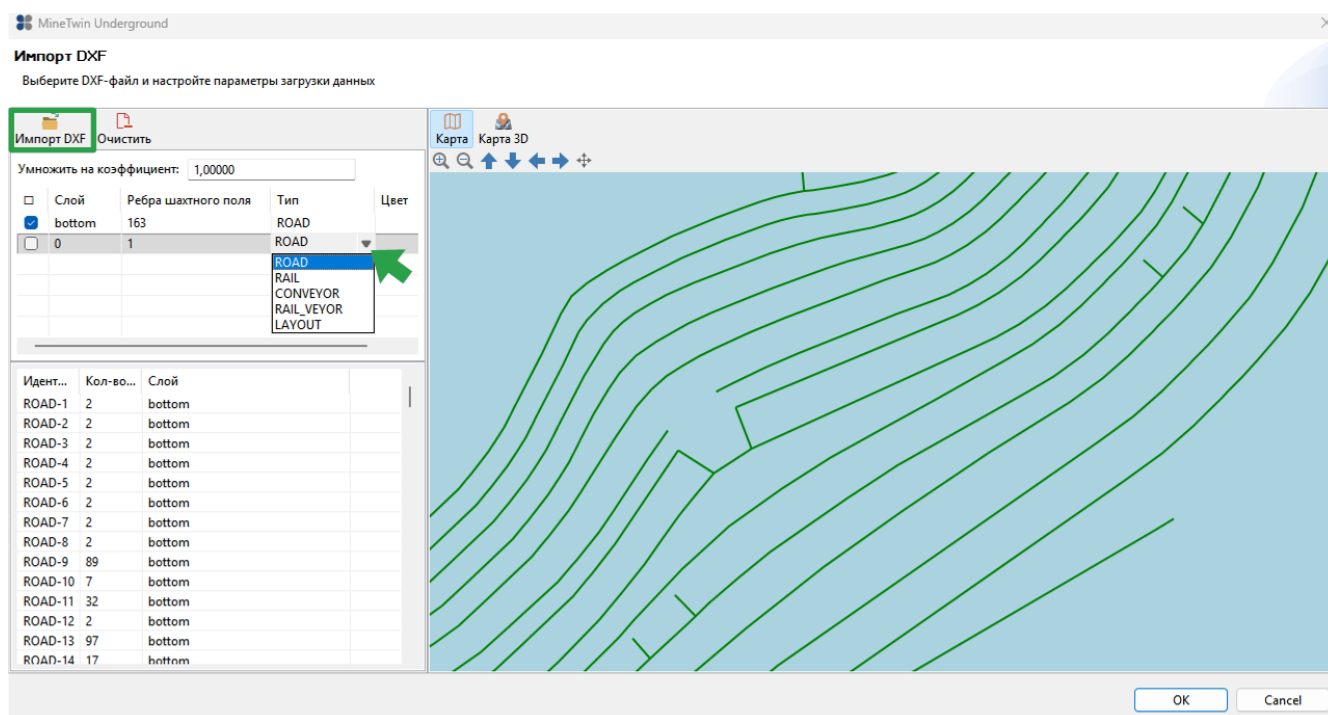 MineTwin Underground
Импорт DXF
Выберите DXF-файл и настройте параметры загрузки данных
Импорт DXF Очистить
Карта Карта 3D
Умножить на коэффициент: 1,00000
Слой Ребра шахтного поля Тип Цвет
bottom 163 ROAD
0 1 ROAD
ROAD
RAIL
CONVEYOR
RAIL_VEYOR
LAYOUT
Идент... Кол-во... Слой
ROAD-1 2 bottom
ROAD-2 2 bottom
ROAD-3 2 bottom
ROAD-4 2 bottom
ROAD-5 2 bottom
ROAD-6 2 bottom
ROAD-7 2 bottom
ROAD-8 2 bottom
ROAD-9 89 bottom
ROAD-10 7 bottom
ROAD-11 32 bottom
ROAD-12 2 bottom
ROAD-13 97 bottom
ROAD-14 17 bottom
OK Cancel